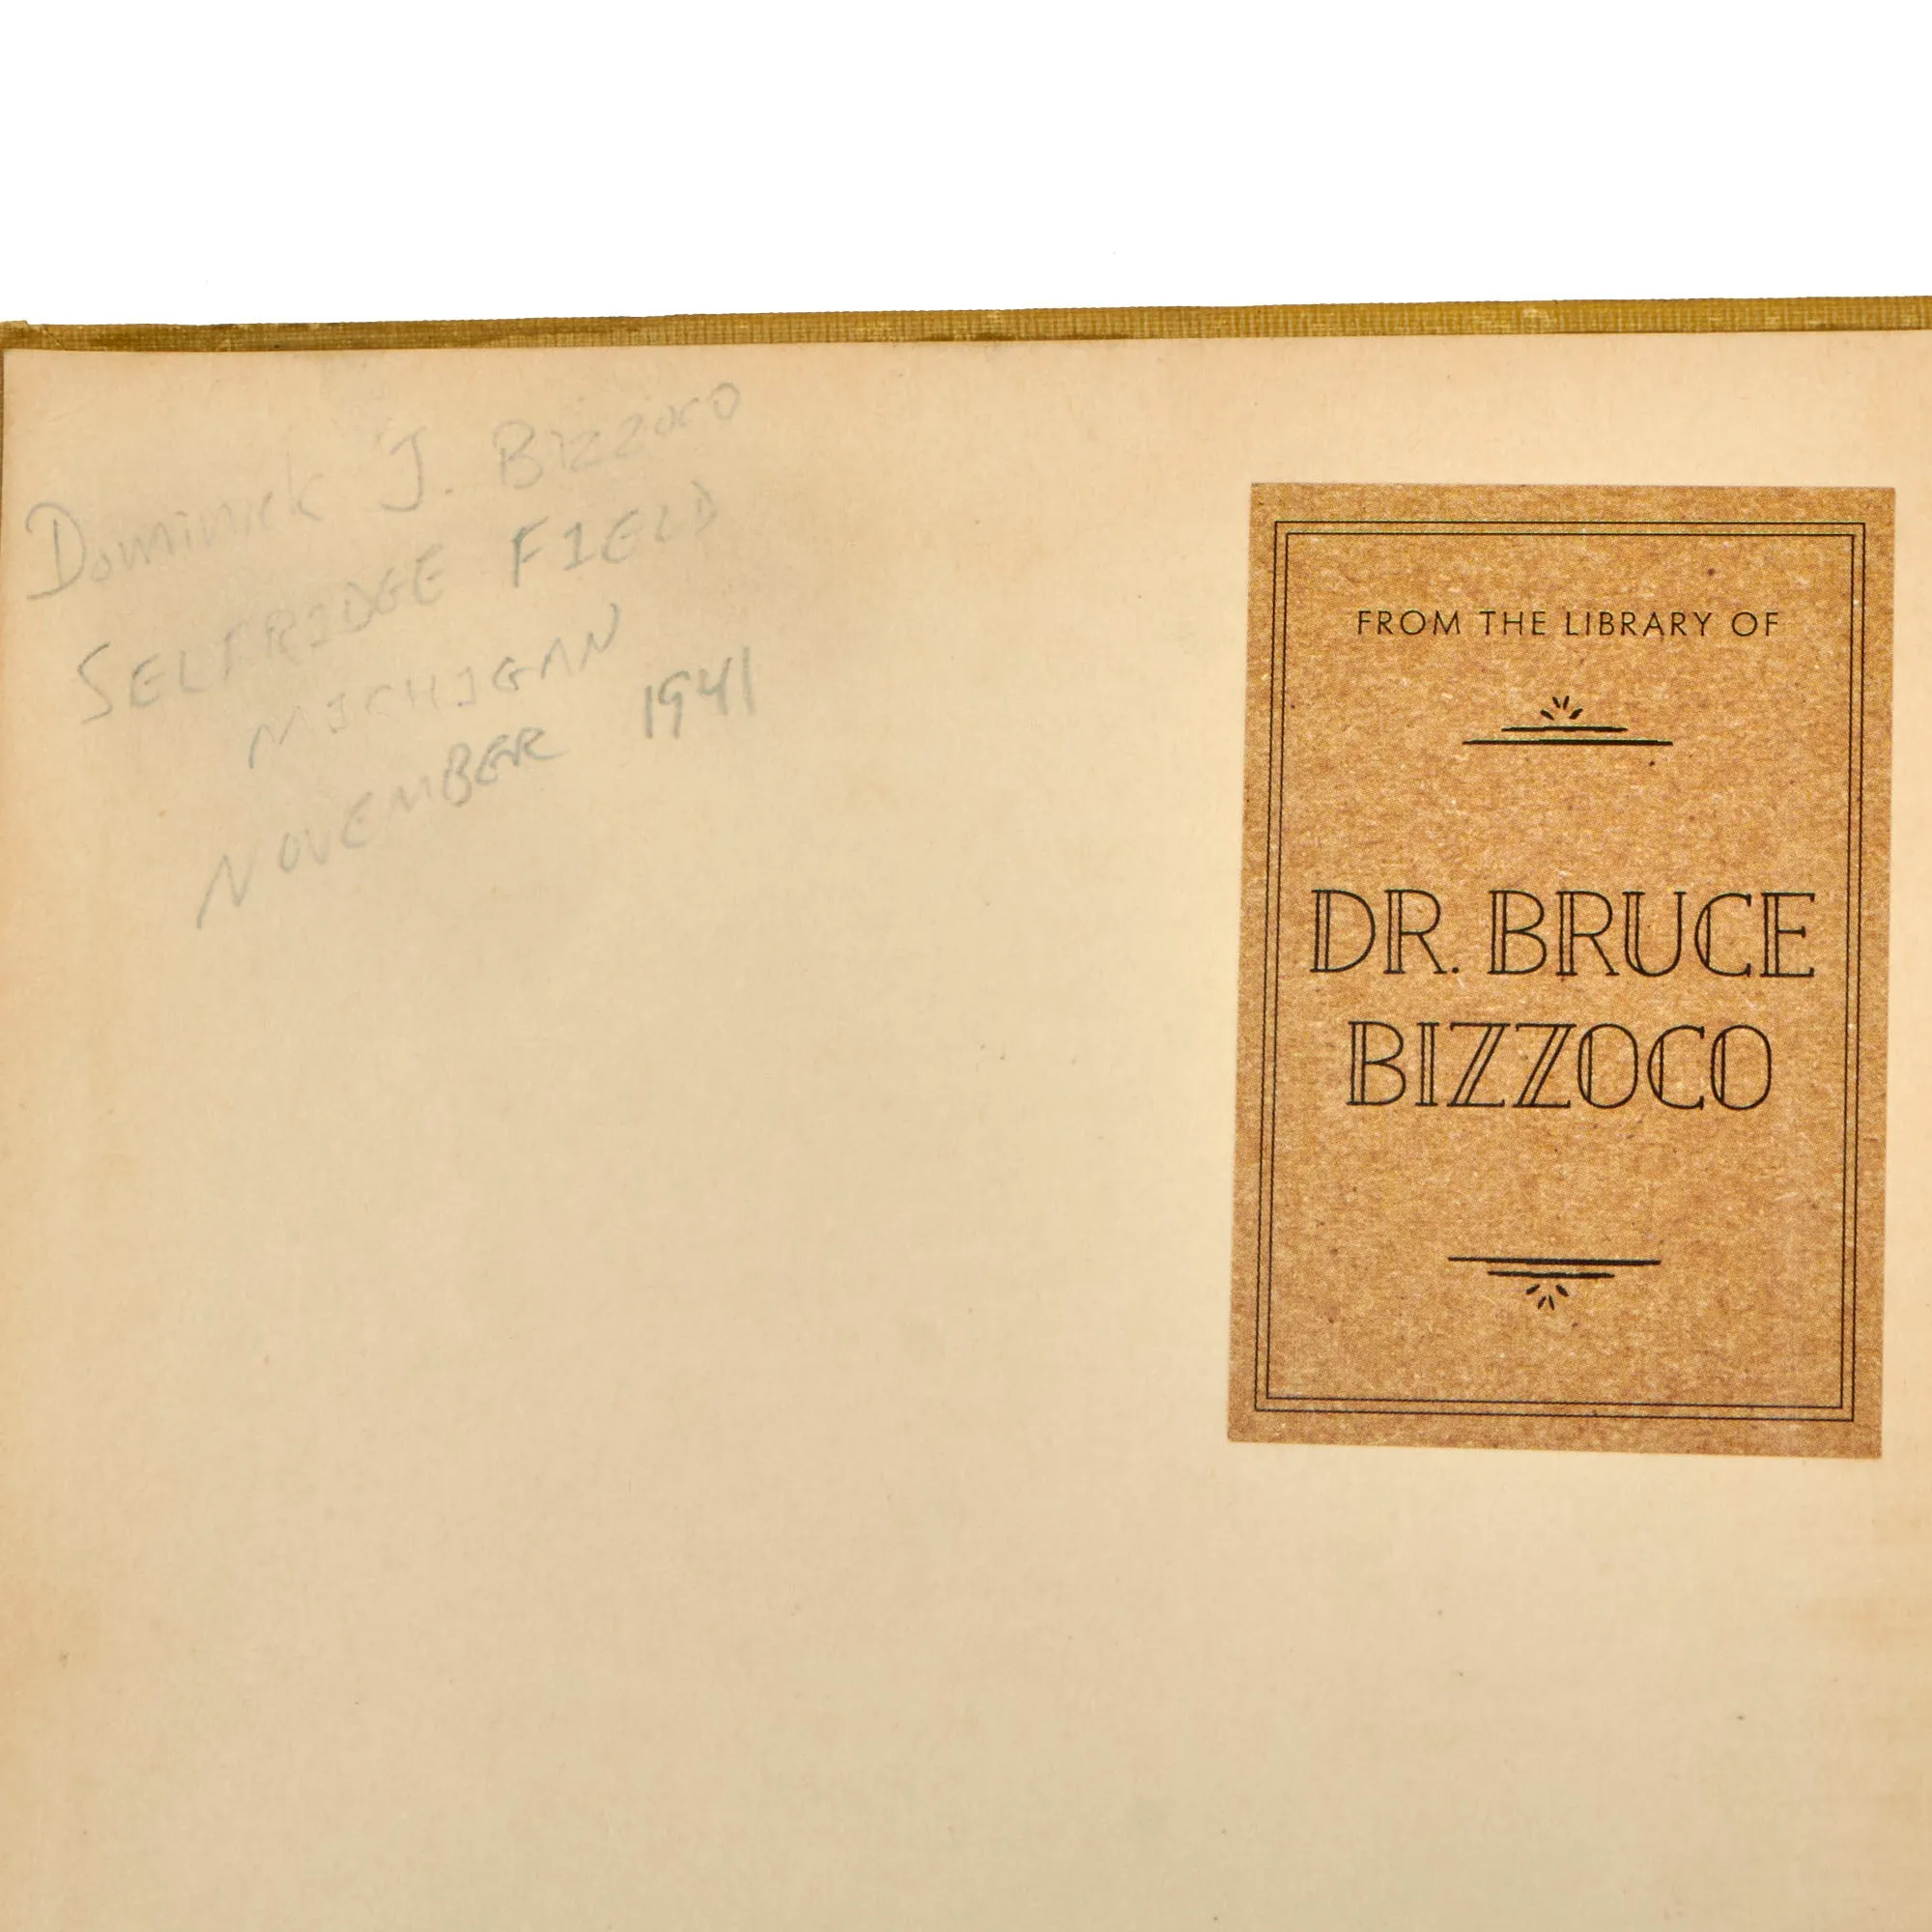 Dominick J. Bizzoco
SELFRIDGE FIELD
MICHIGAN
NOVEMBER 1941
FROM THE LIBRARY OF
DR. BRUCE
BIZZOCO